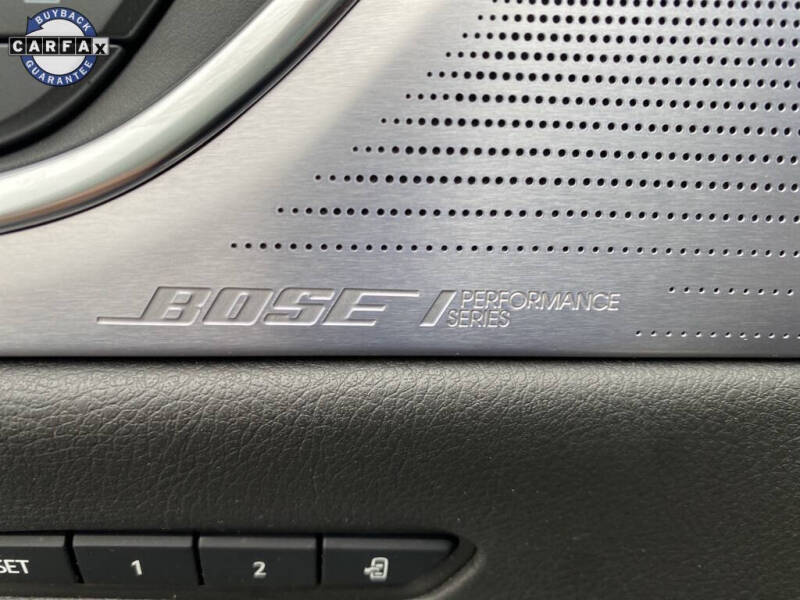 BUYBACK
CARFAX
GUARANTEE
BOSE PERFORMANCE
SERIES
SET
1
2